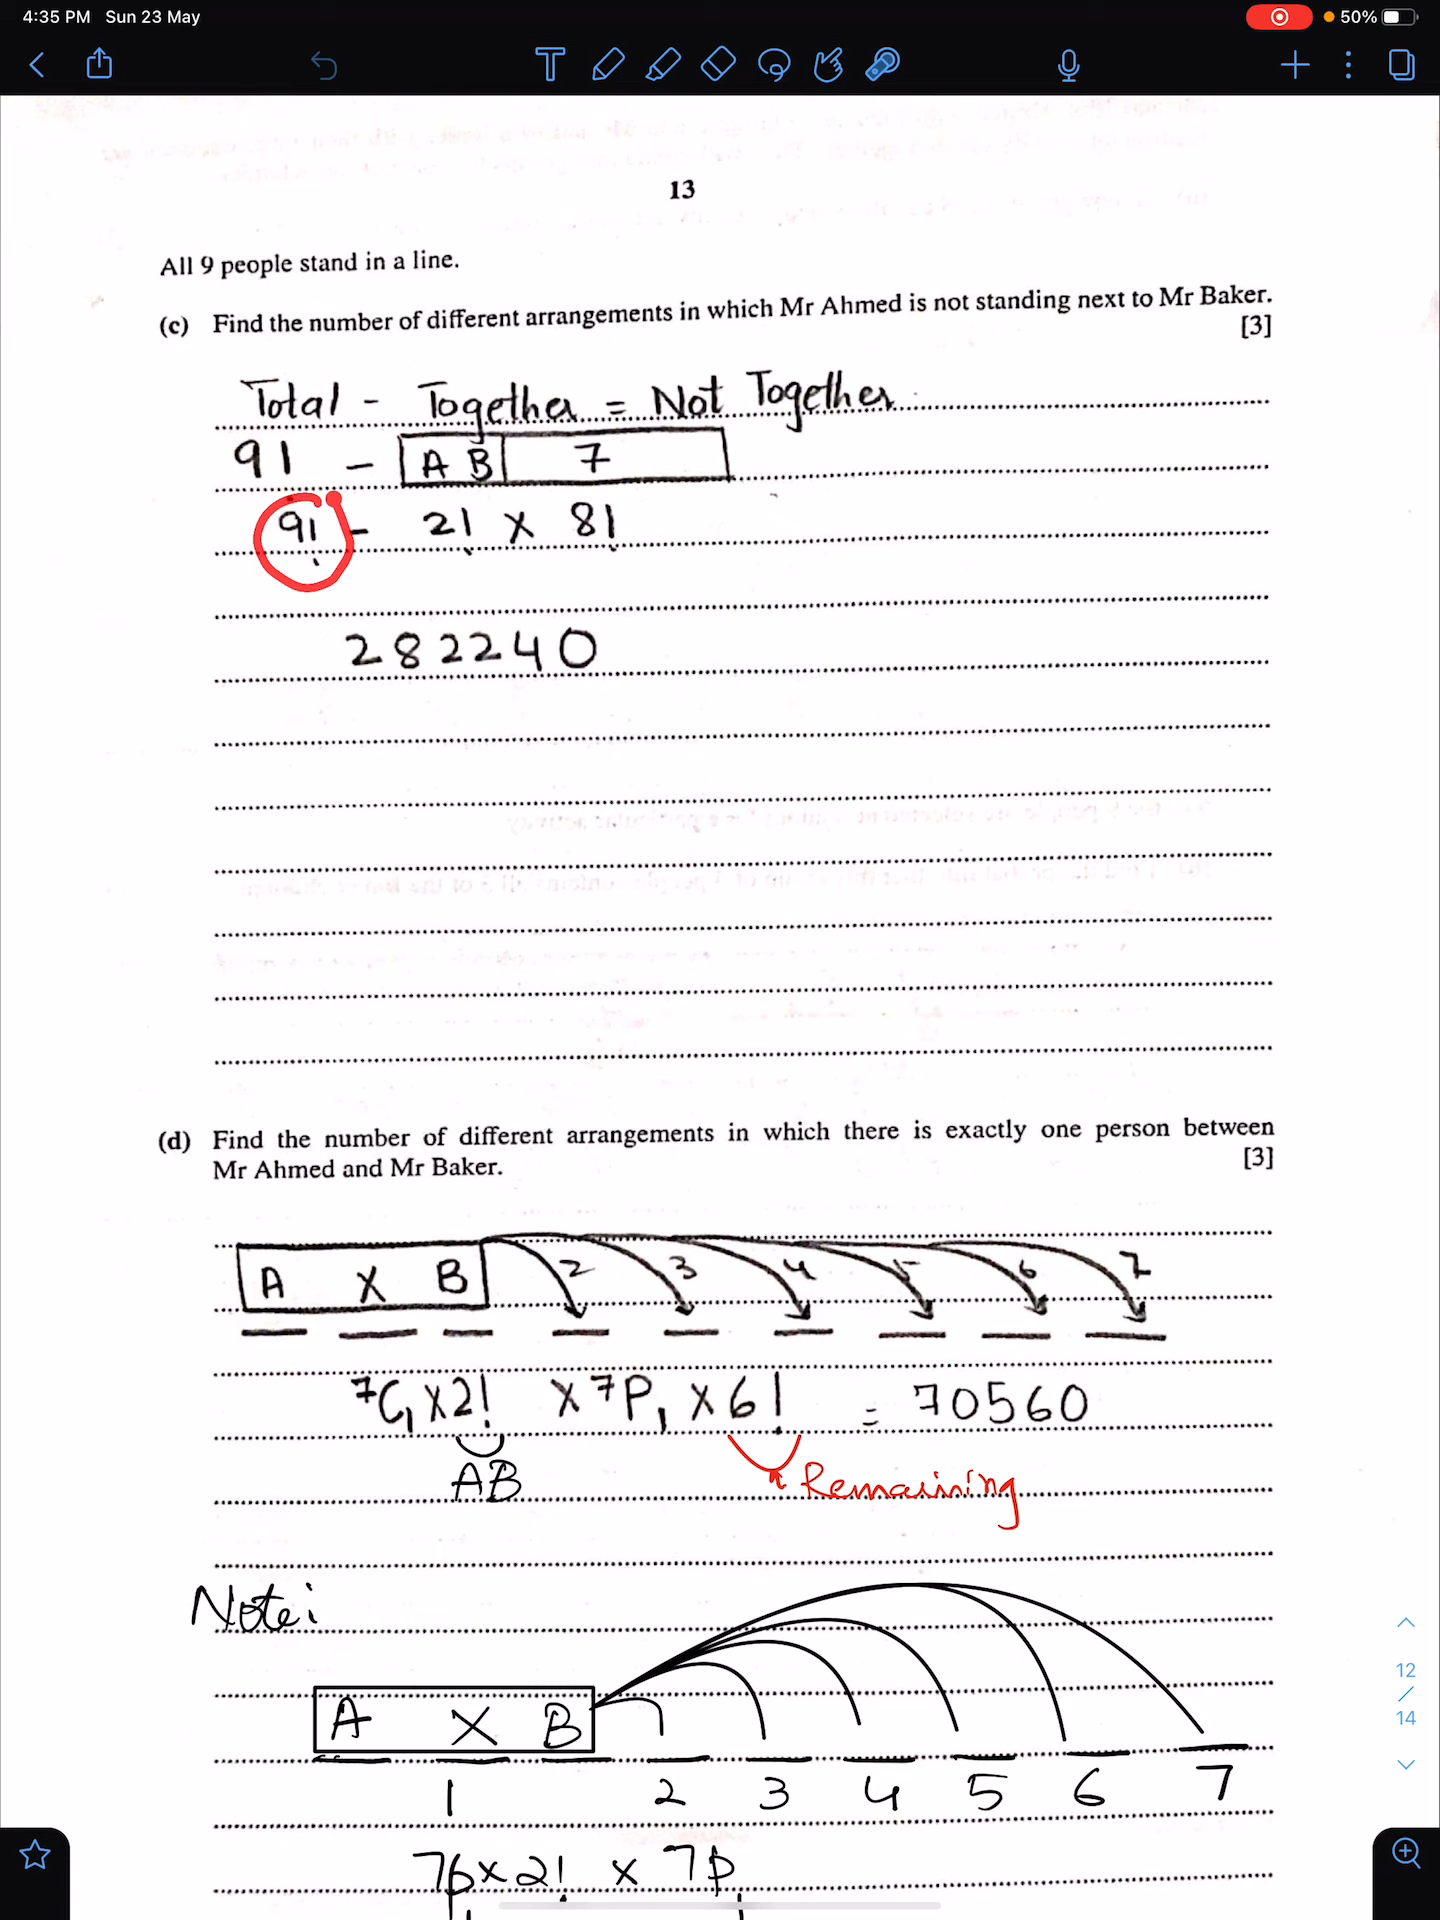 4:35 PM Sun 23 May
50%
13
All 9 people stand in a line.
(c) Find the number of different arrangements in which Mr Ahmed is not standing next to Mr Baker.
[3]
Total - Together = Not Together
9! - A B 7
9! - 2! × 8!
282240
(d) Find the number of different arrangements in which there is exactly one person between
Mr Ahmed and Mr Baker. [3]
A X B 2 3 4 5 6 7
⁷C₁ × 2! × ⁷P₁ × 6! = 70560
AB Remaining
Note:
A X B
1 2 3 4 5 6 7
7P₁ × 2! × 7P₁
12
/
14